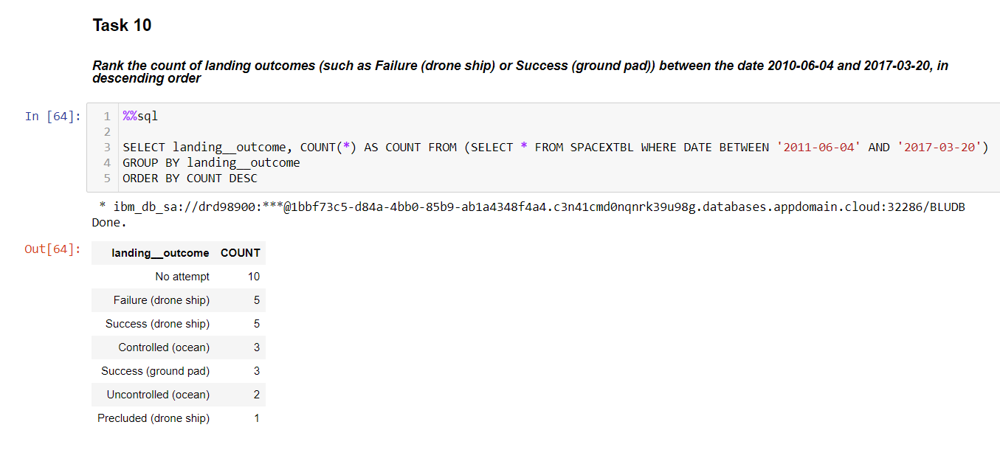 Task 10
Rank the count of landing outcomes (such as Failure (drone ship) or Success (ground pad)) between the date 2010-06-04 and 2017-03-20, in
descending order
In [64]:
1 %%sql
2
3 SELECT landing__outcome, COUNT(*) AS COUNT FROM (SELECT * FROM SPACEXTBL WHERE DATE BETWEEN '2011-06-04' AND '2017-03-20')
4 GROUP BY landing__outcome
5 ORDER BY COUNT DESC
* ibm_db_sa://drd98900:***@1bbf73c5-d84a-4bb0-85b9-ab1a4348f4a4.c3n41cmd0nqnrk39u98g.databases.appdomain.cloud:32286/BLUDB
Done.
Out[64]:
landing__outcome COUNT
No attempt 10
Failure (drone ship) 5
Success (drone ship) 5
Controlled (ocean) 3
Success (ground pad) 3
Uncontrolled (ocean) 2
Precluded (drone ship) 1